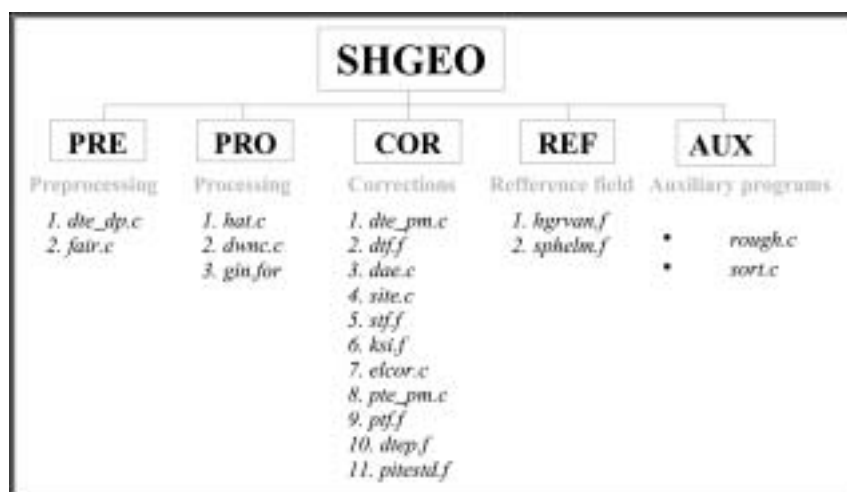 SHGEO
PRE
PRO
COR
REF
AUX
Preprocessing
Processing
Corrections
Refference field
Auxiliary programs
1. dte_dp.c
2. fair.c
1. hat.c
2. dwnc.c
3. gin.for
1. dte_pm.c
2. dtf.f
3. dae.c
4. site.c
5. stf.f
6. ksi.f
7. elcor.c
8. pte_pm.c
9. ptf.f
10. dtep.f
11. pitestd.f
1. hgrvan.f
2. sphelm.f
• rough.c
• sort.c